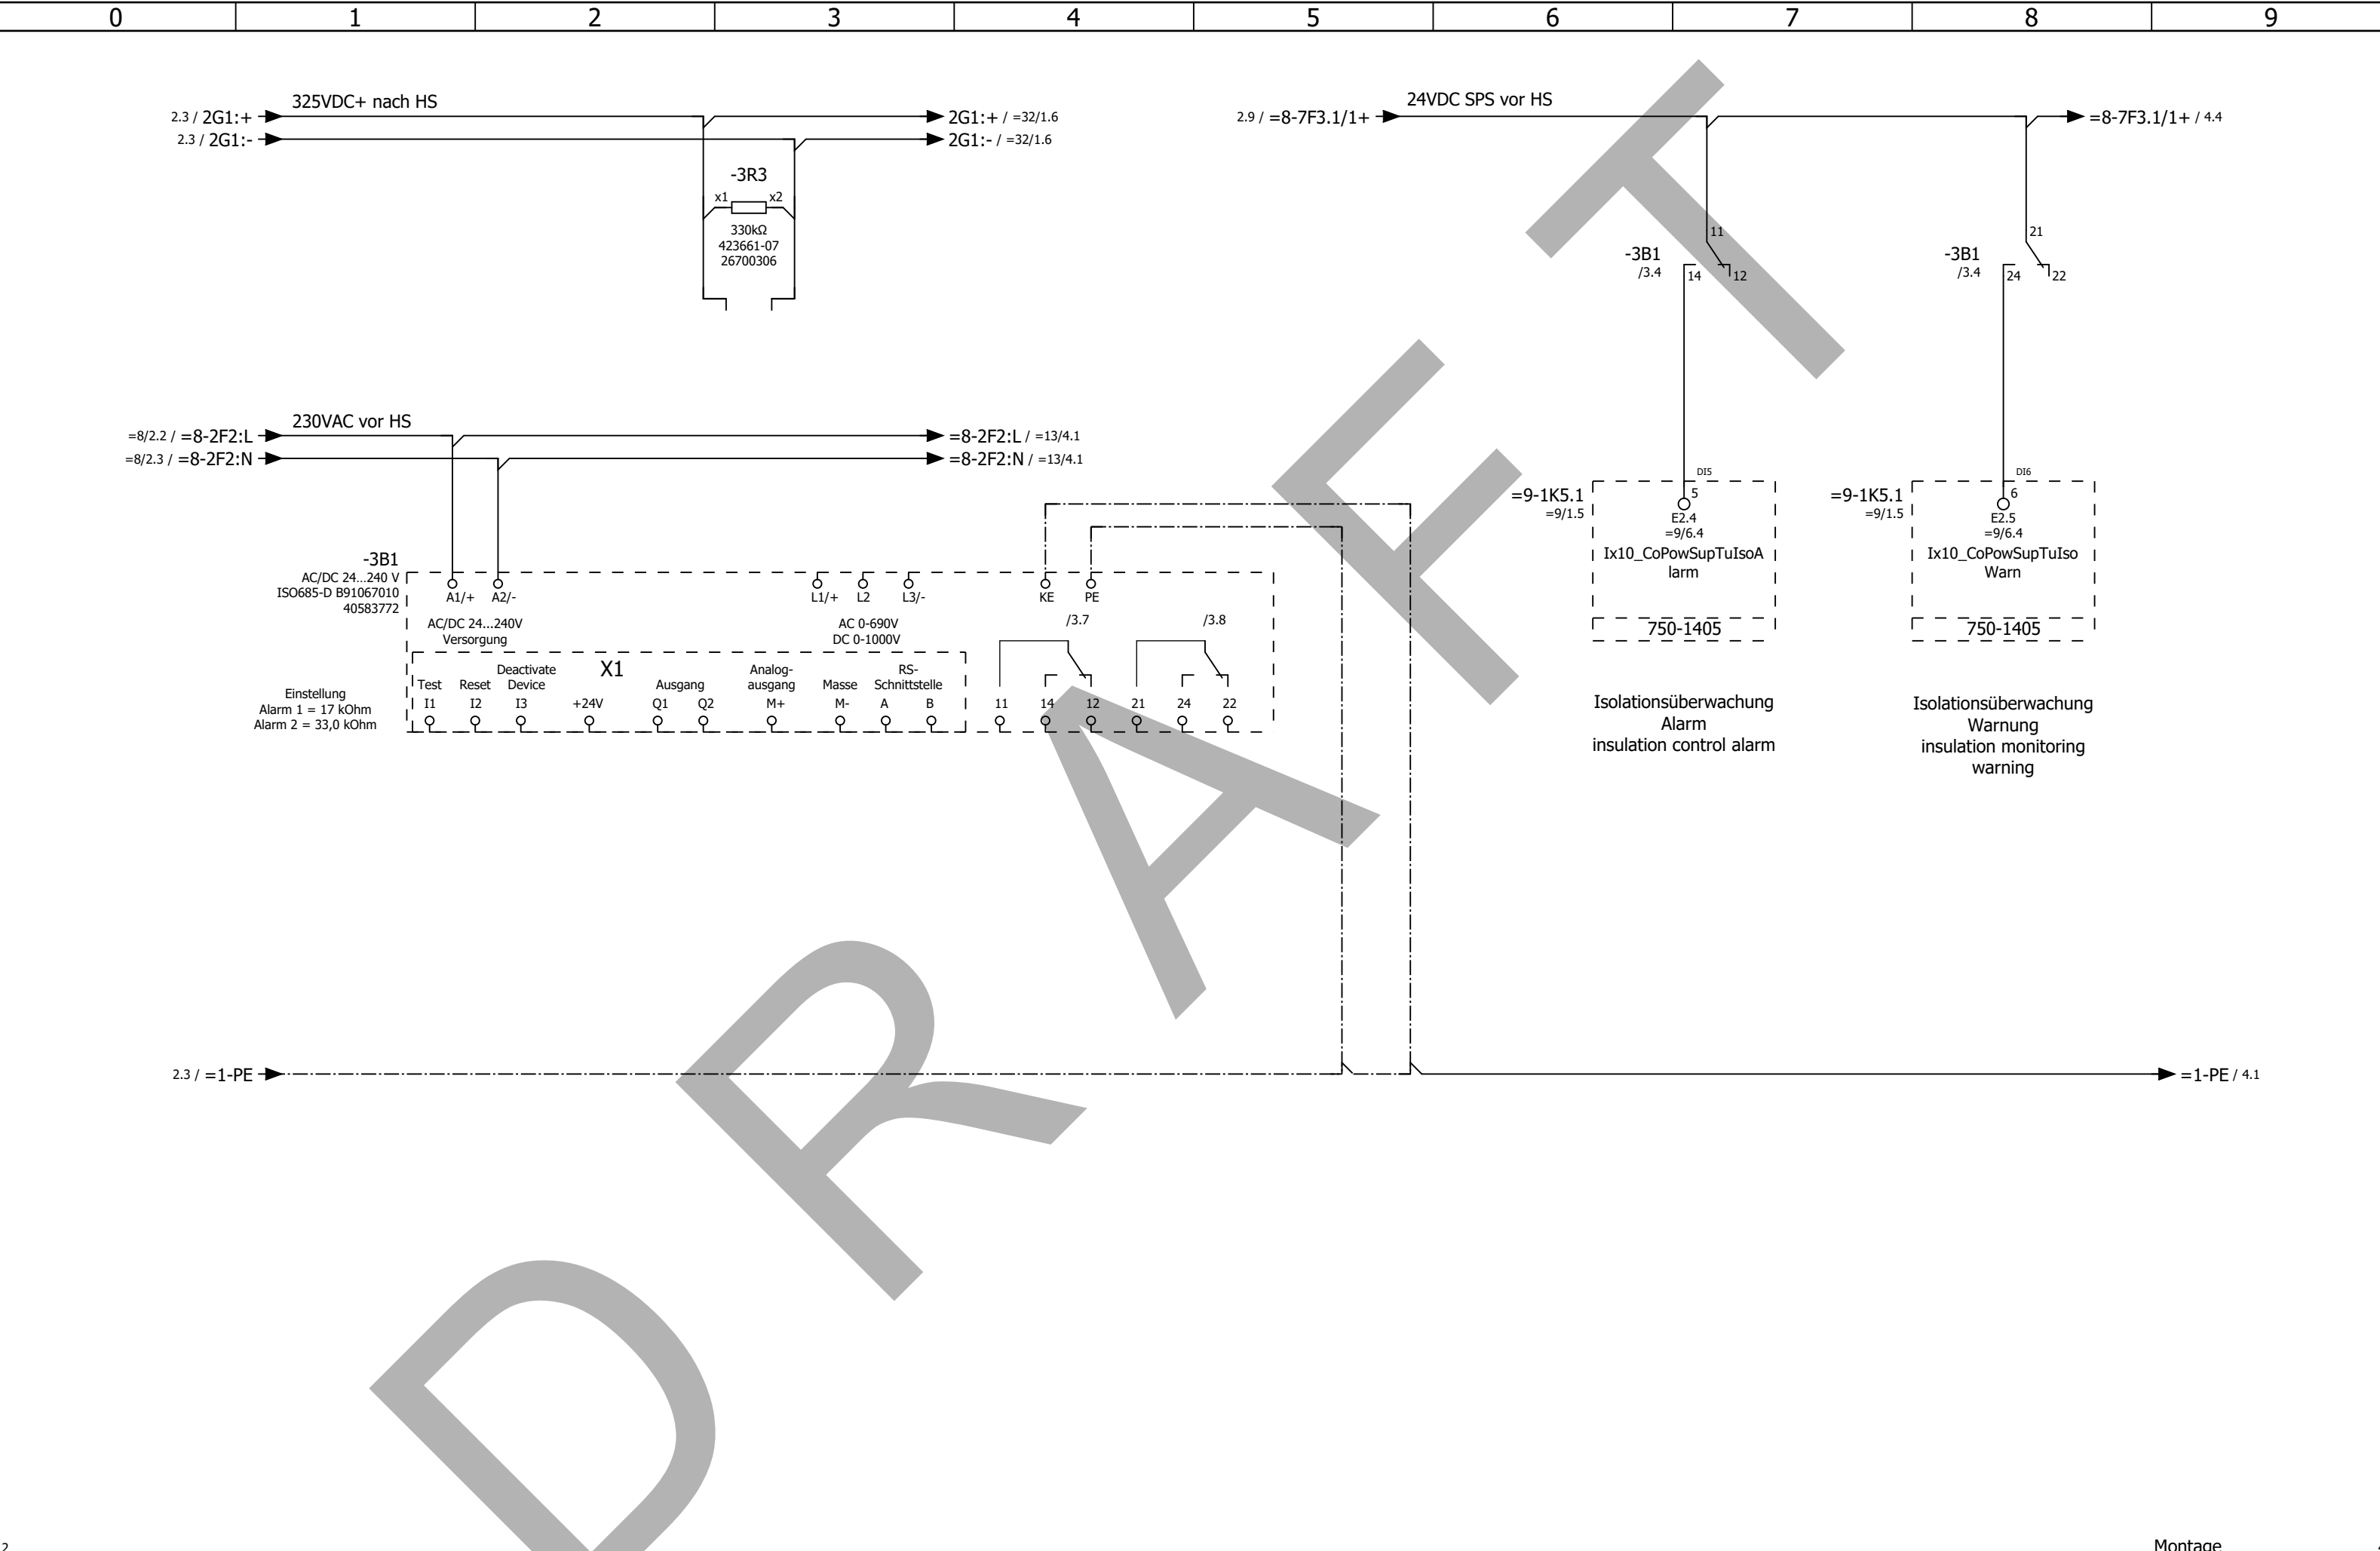 0 1 2 3 4 5 6 7 8 9
325VDC+ nach HS
2.3 / 2G1:+
2G1:+ / =32/1.6
2.3 / 2G1:-
2G1:- / =32/1.6
-3R3
x1 x2
330kΩ
423661-07
26700306
24VDC SPS vor HS
2.9 / =8-7F3.1/1+
=8-7F3.1/1+ / 4.4
11
-3B1
/3.4
14 12
21
-3B1
/3.4
24 22
230VAC vor HS
=8/2.2 / =8-2F2:L
=8-2F2:L / =13/4.1
=8/2.3 / =8-2F2:N
=8-2F2:N / =13/4.1
DI5
=9-1K5.1
=9/1.5
5
E2.4
=9/6.4
Ix10_CoPowSupTuIsoA
larm
750-1405
Isolationsüberwachung
Alarm
insulation control alarm
DI6
=9-1K5.1
=9/1.5
6
E2.5
=9/6.4
Ix10_CoPowSupTuIso
Warn
750-1405
Isolationsüberwachung
Warnung
insulation monitoring
warning
-3B1
AC/DC 24...240 V
ISO685-D B91067010
40583772
A1/+ A2/-
AC/DC 24...240V
Versorgung
L1/+ L2 L3/-
AC 0-690V
DC 0-1000V
KE PE
/3.7 /3.8
X1
Test
I1
Reset
I2
Deactivate
Device
I3
+24V
Ausgang
Q1 Q2
Analog-
ausgang
M+
Masse
M-
RS-
Schnittstelle
A B
11 14 12 21 24 22
Einstellung
Alarm 1 = 17 kOhm
Alarm 2 = 33,0 kOhm
2.3 / =1-PE
=1-PE / 4.1
DRAFT
2
Montage